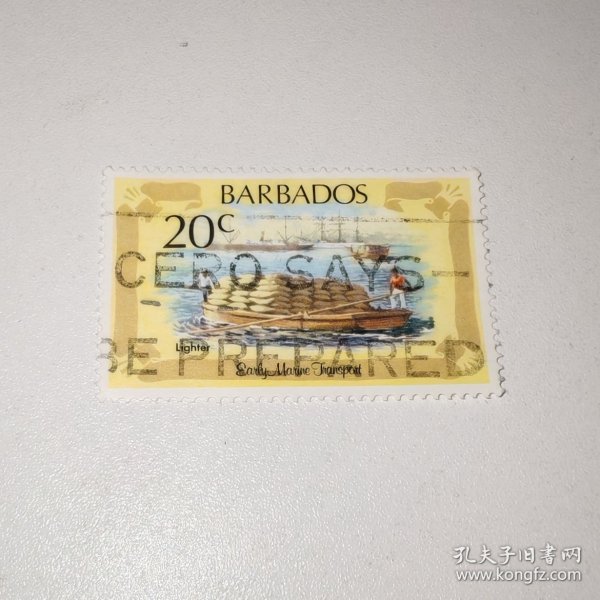 BARBADOS
20c
CERO SAYS—
BE PREPARED
Lighter
Early Marine Transport
孔夫子旧书网
www.kongfz.com